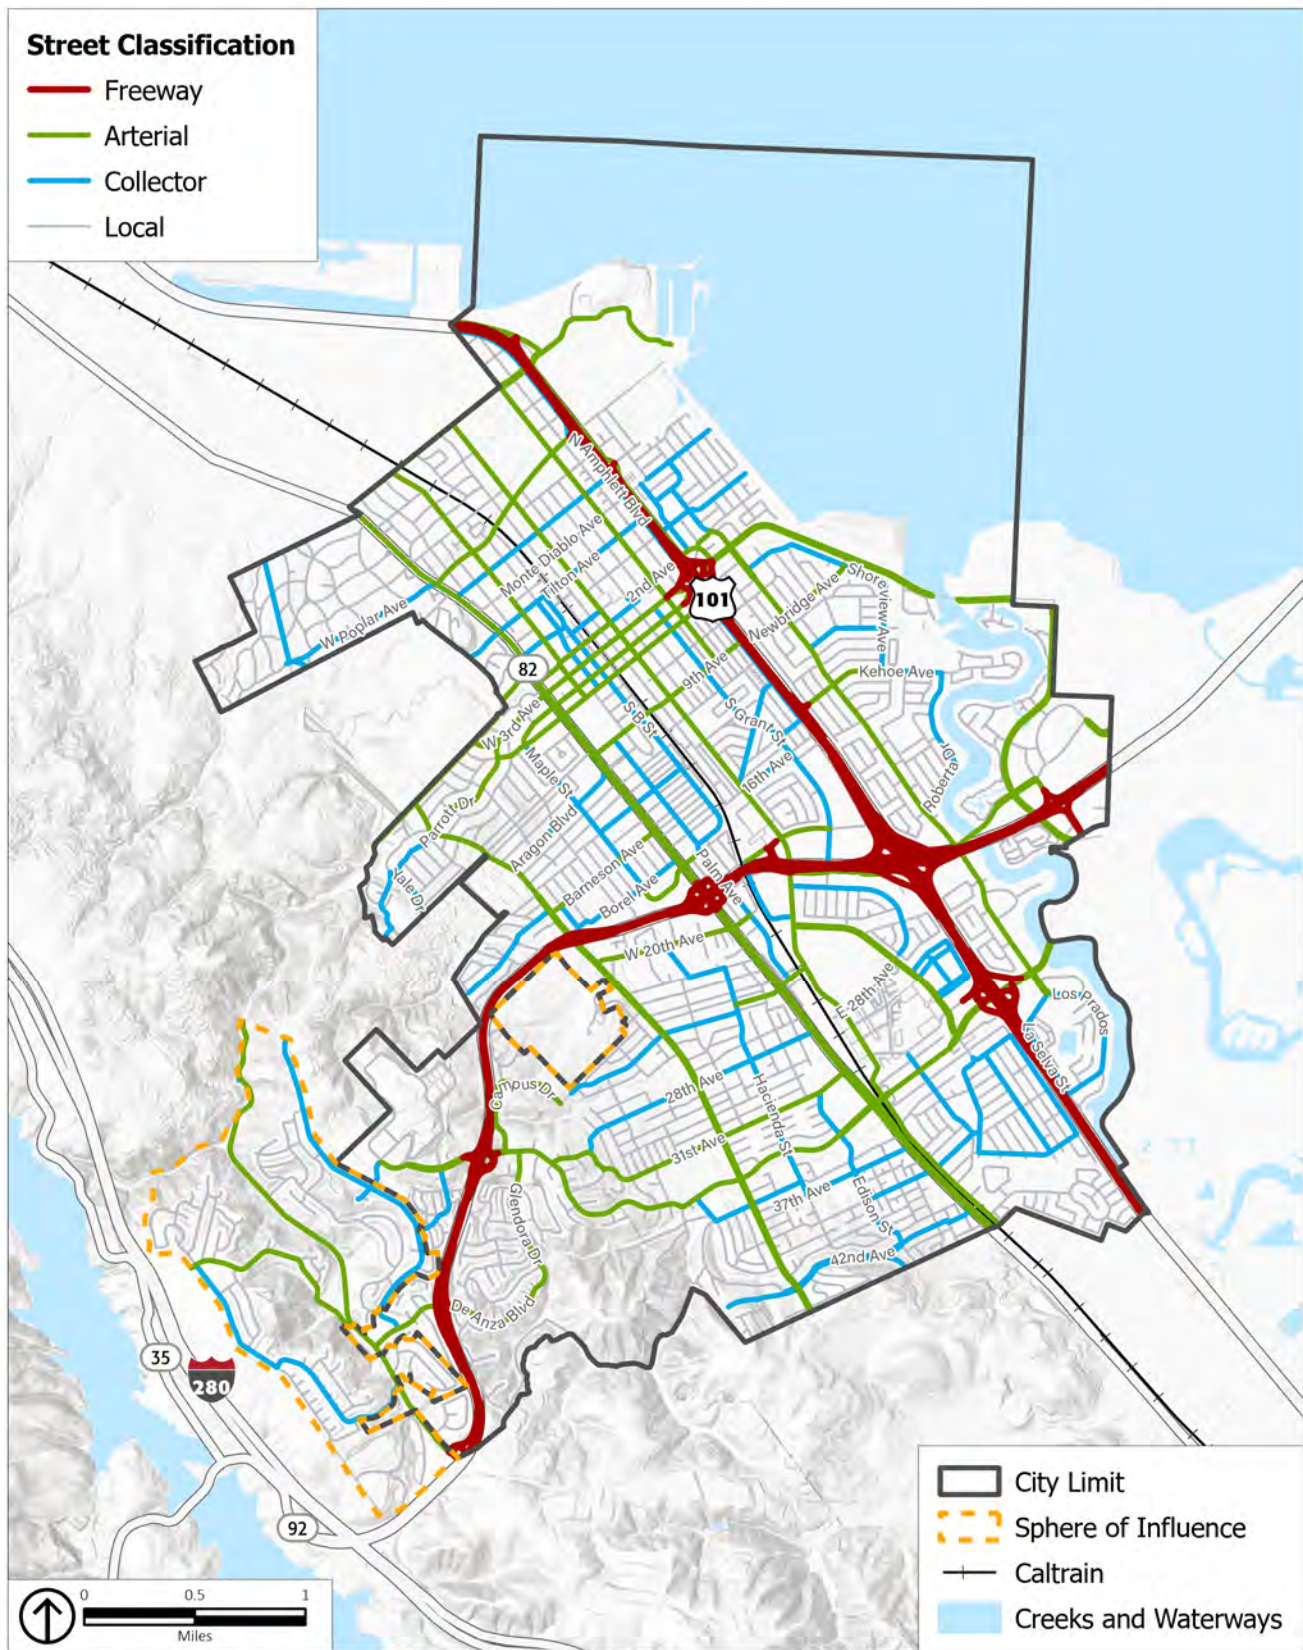 Street Classification
Freeway
Arterial
Collector
Local
N Amphlett Blvd
Monte Diablo Ave
Tilton Ave
2nd Ave
101
Newbridge Ave
Shoreview Ave
W Poplar Ave
82
9th Ave
Kehoe Ave
S B St
S Grant St
W 3rd Ave
Maple St
16th Ave
Roberta Dr
Parrott Dr
Aragon Blvd
Yale Dr
Barneson Ave
Borel Ave
Palm Ave
W 20th Ave
E 28th Ave
Los Prados
La Selva St
Campus Dr
28th Ave
Hacienda St
31st Ave
Glendora Dr
37th Ave
Edison St
42nd Ave
De Anza Blvd
35
280
92
0 0.5 1
Miles
City Limit
Sphere of Influence
Caltrain
Creeks and Waterways